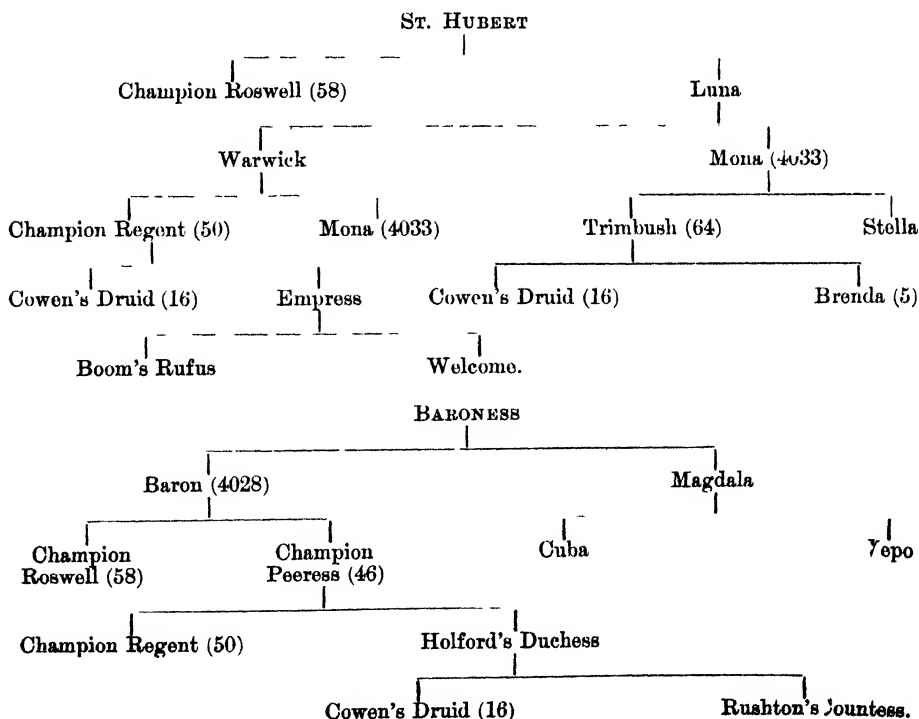 ST. HUBERT
Champion Roswell (58) Luna
Warwick Mona (4033)
Champion Regent (50) Mona (4033) Trimbush (64) Stella
Cowen's Druid (16) Empress Cowen's Druid (16) Brenda (5)
Boom's Rufus Welcome.
BARONESS
Baron (4028) Magdala
Champion Roswell (58) Champion Peeress (46) Cuba
Champion Regent (50) Holford's Duchess
Cowen's Druid (16) Rushton's